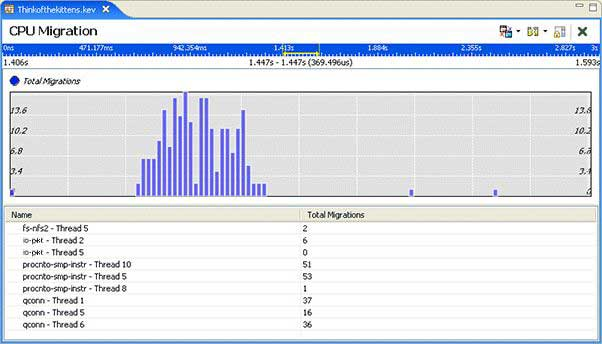 Thinkofthekittens.kev
CPU Migration
0ns 471.177ms 942.354ms 1.413s 1.884s 2.355s 2.827s 3s
1.406s 1.447s - 1.447s (369.496us) 1.593s
Total Migrations
13.6 13.6
10.2 10.2
6.8 6.8
3.4 3.4
0 0
Name Total Migrations
fs-nfs2 - Thread 5 2
io-pkt - Thread 2 6
io-pkt - Thread 5 0
procnto-smp-instr - Thread 10 51
procnto-smp-instr - Thread 5 53
procnto-smp-instr - Thread 8 1
qconn - Thread 1 37
qconn - Thread 5 16
qconn - Thread 6 36